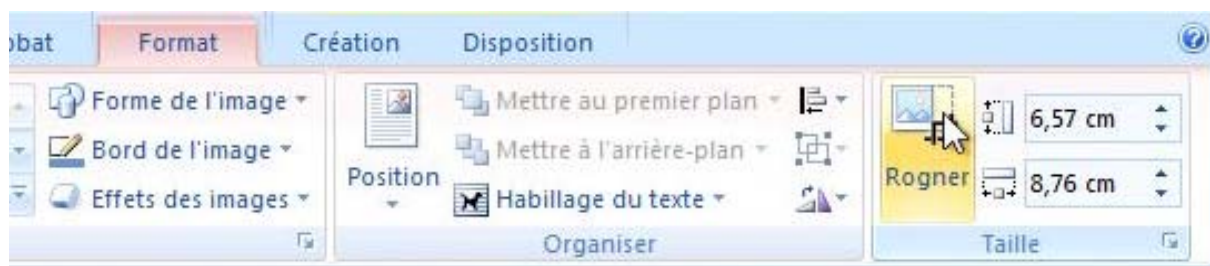 obat Format Création Disposition
Forme de l'image
Bord de l'image
Effets des images
Position
Mettre au premier plan
Mettre à l'arrière-plan
Habillage du texte
Organiser
Rogner
6,57 cm
8,76 cm
Taille